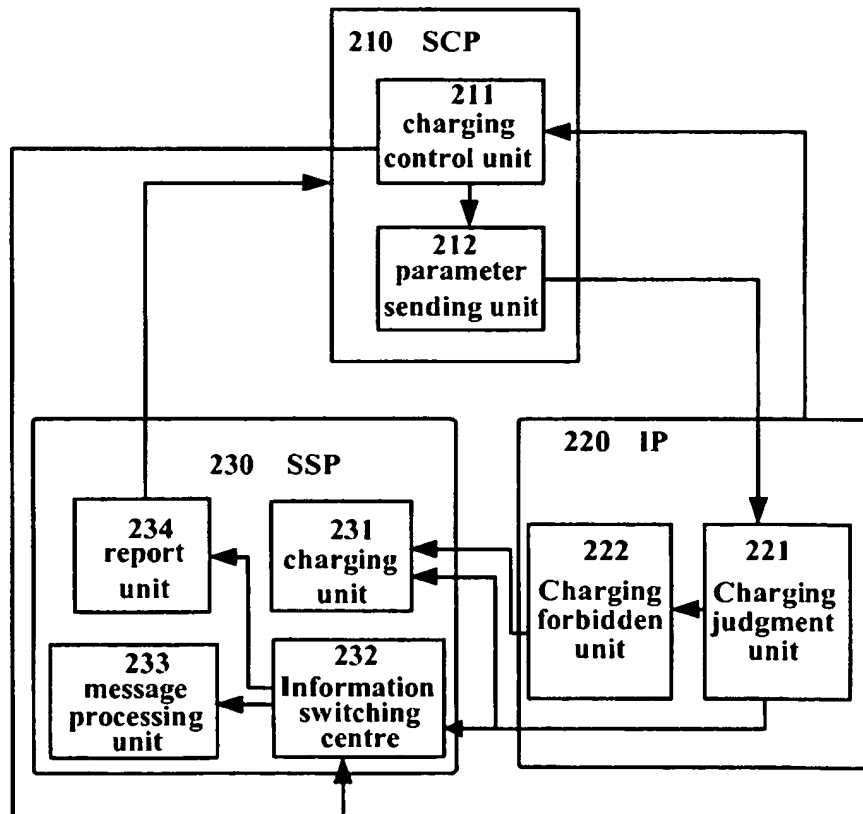 210 SCP
211
charging
control unit
212
parameter
sending unit
230 SSP
234
report
unit
231
charging
unit
233
message
processing
unit
232
Information
switching
centre
220 IP
222
Charging
forbidden
unit
221
Charging
judgment
unit